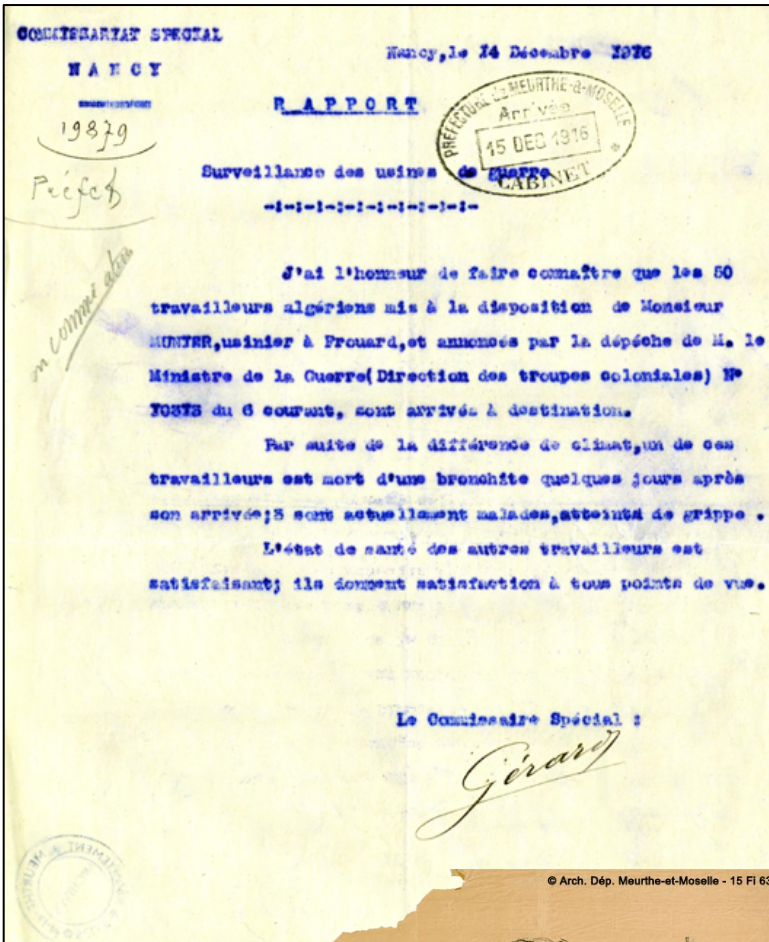 COMMISSARIAT SPECIAL
NANCY
Nancy, le 14 Décembre 1916
RAPPORT
19879
Préfet
PREFECTURE de MEURTHE-&-MOSELLE
Arrivée
15 DEC 1916
CABINET
Surveillance des usines de guerre
-:-:-:-:-:-:-:-:-:-:-
J'ai l'honneur de faire connaître que les 50
travailleurs algériens mis à la disposition de Monsieur
MUNIER,usinier à Frouard,et annoncés par la dépêche de M. le
Ministre de la Guerre(Direction des troupes coloniales) N°
du 6 courant, sont arrivés à destination.
Par suite de la différence de climat,un de ces
travailleurs est mort d'une bronchite quelques jours après
son arrivée; sont actuellement malades,atteints de grippe .
L'état de santé des autres travailleurs est
satisfaisant; ils donnent satisfaction à tous points de vue.
Le Commissaire Spécial :
Gérard
© Arch. Dép. Meurthe-et-Moselle - 15 Fi 63